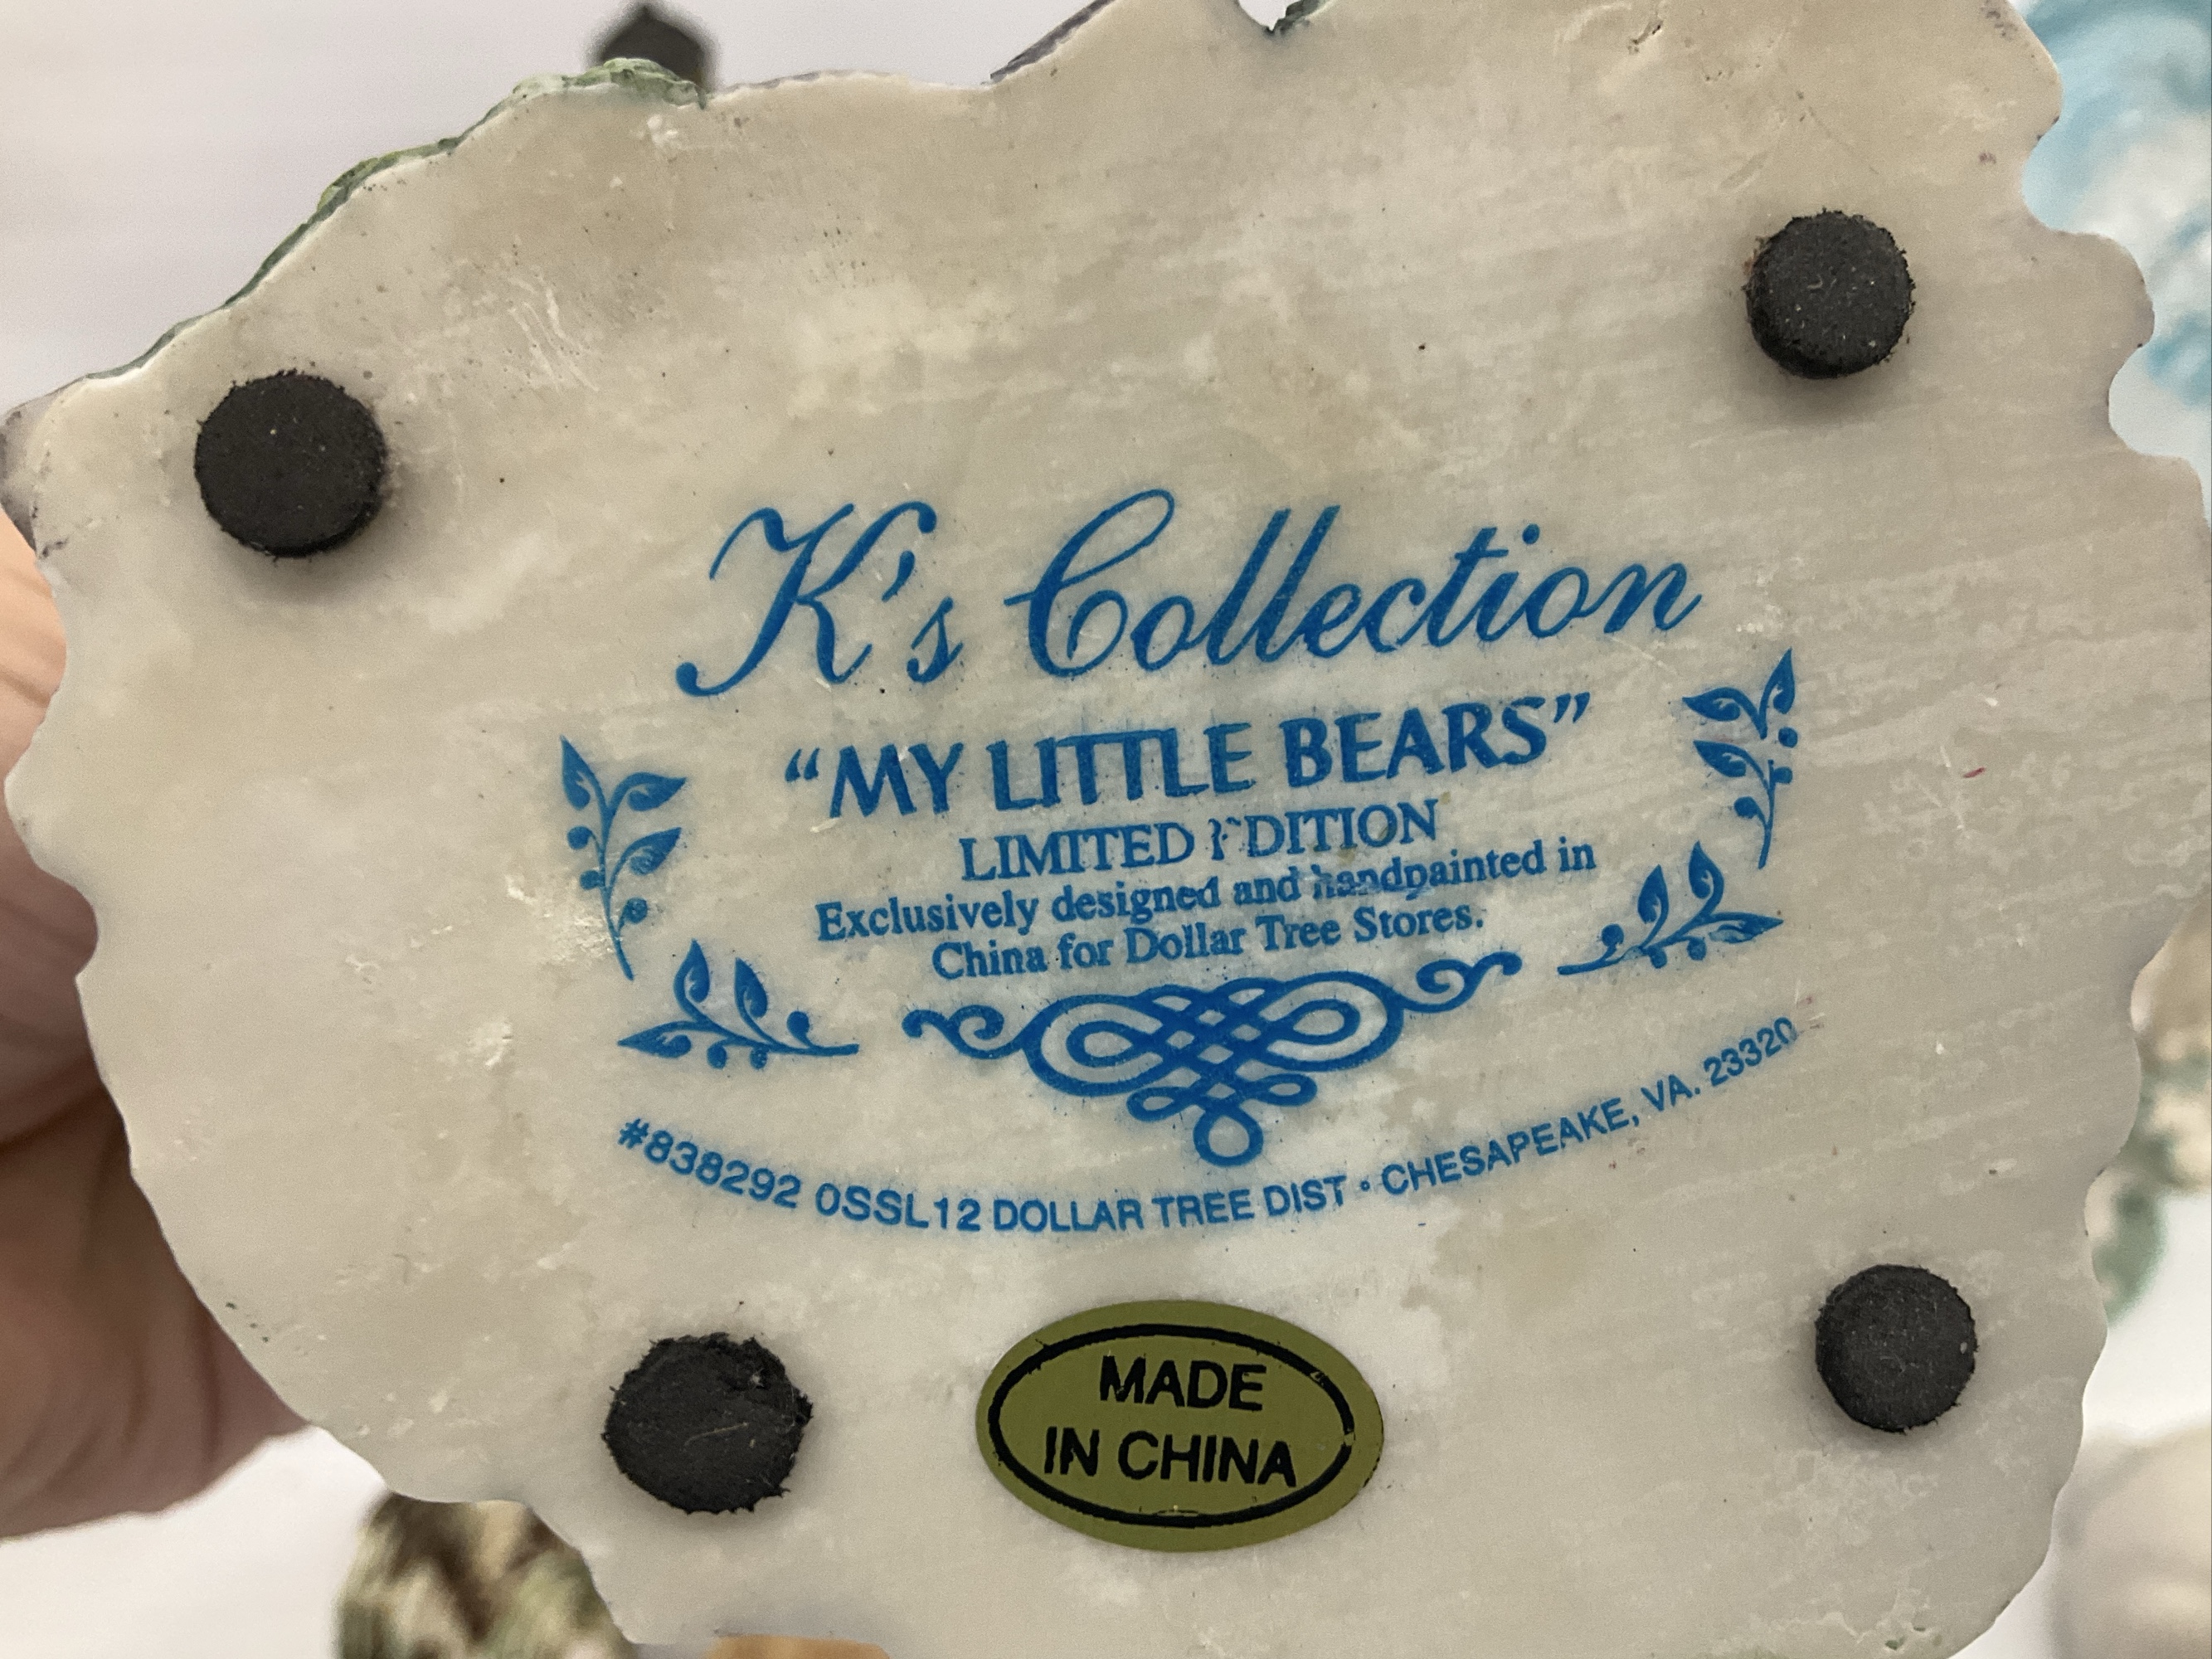 K's Collection
“MY LITTLE BEARS”
LIMITED EDITION
Exclusively designed and handpainted in
China for Dollar Tree Stores.
#838292 0SSL12 DOLLAR TREE DIST • CHESAPEAKE, VA. 23320
MADE
IN CHINA